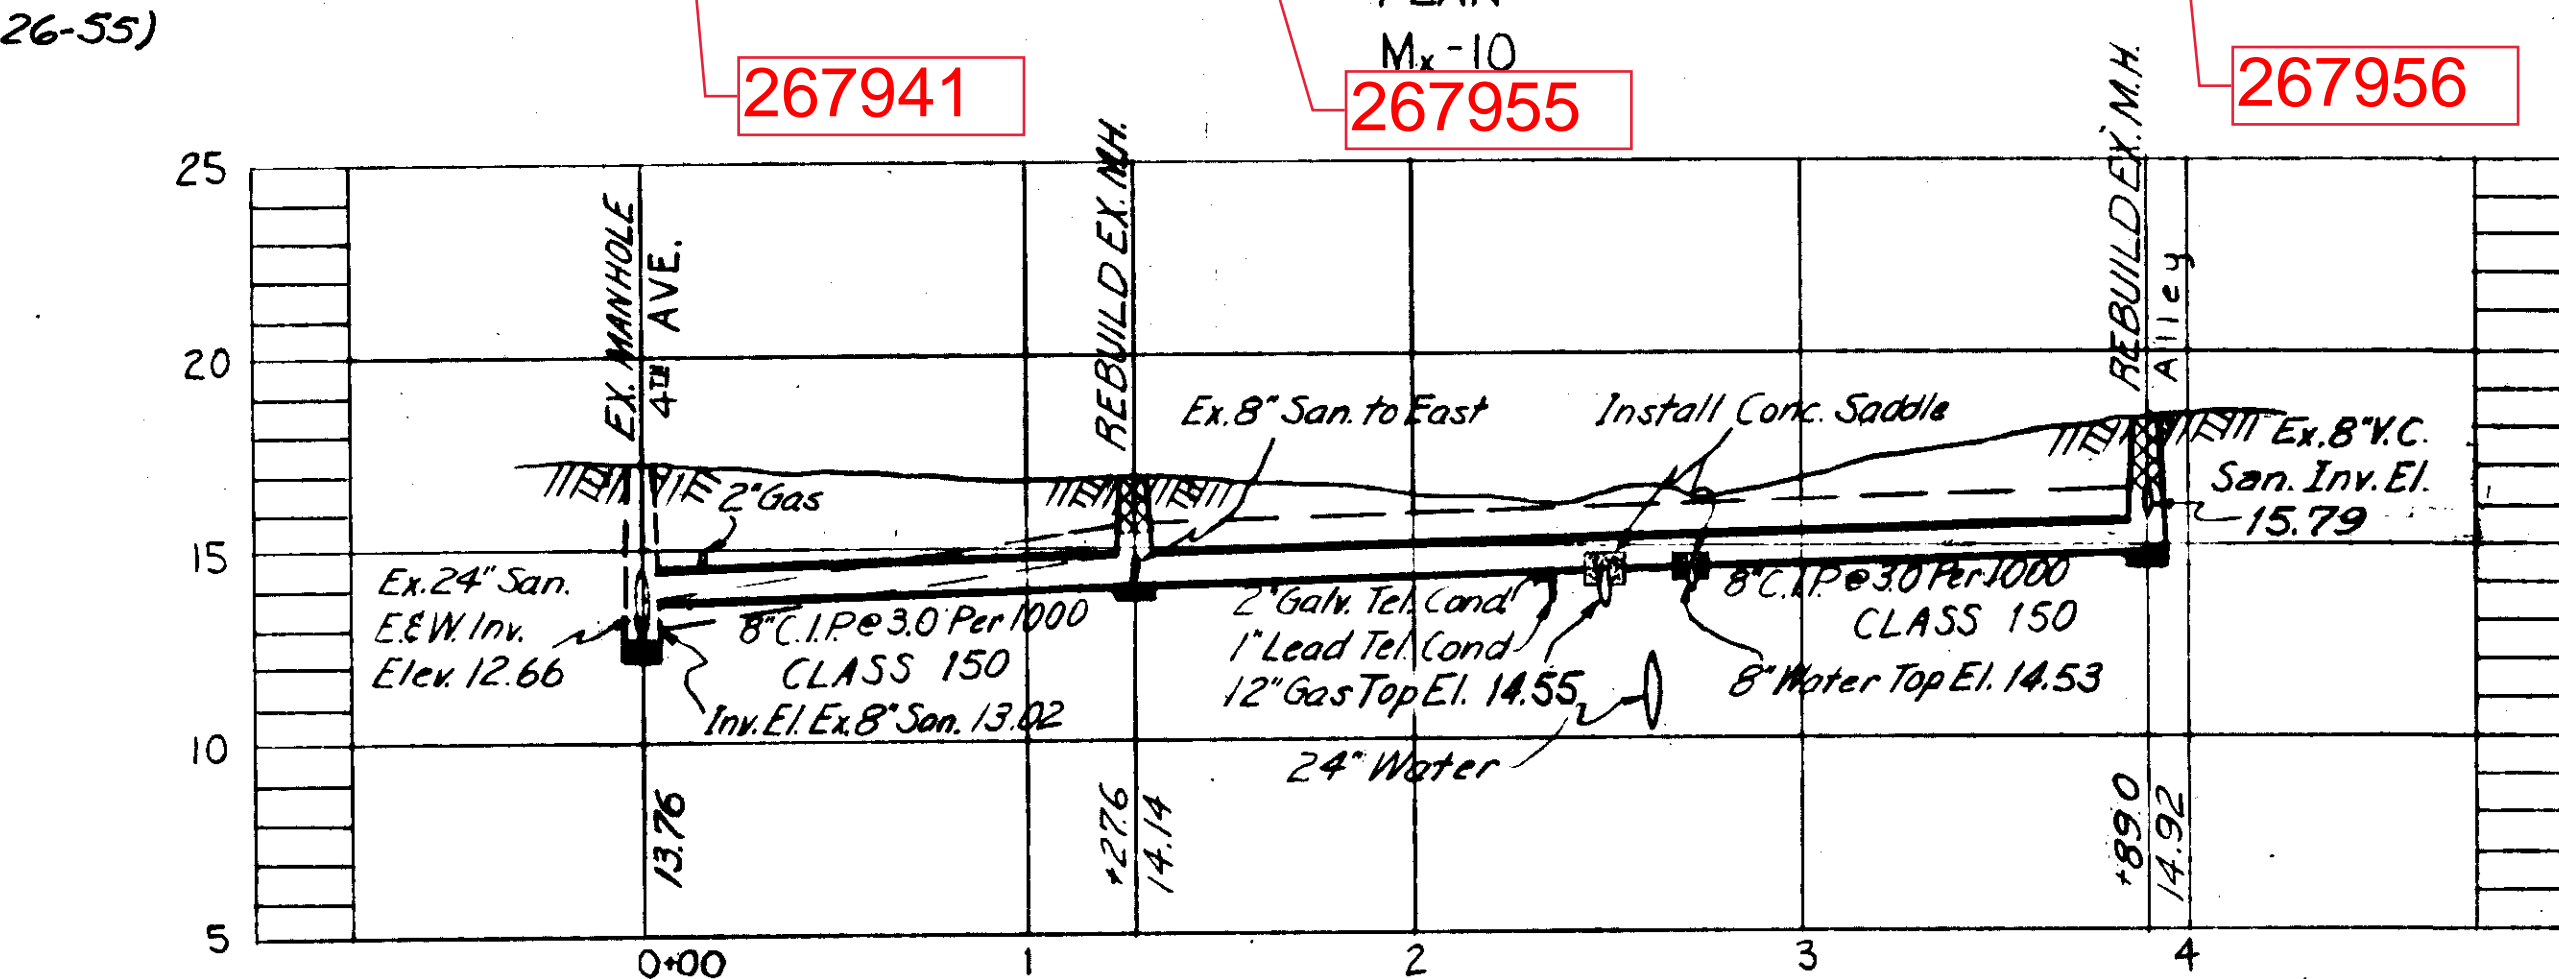 26-55)
PLAN
Mx-10
267941
267955
267956
25
20
15
10
5
EX. MANHOLE
4TH AVE.
REBUILD EX. M.H.
REBUILD EX. M.H.
Alley
2" Gas
Ex. 8" San. to East
Install Conc. Saddle
Ex. 8" V.C.
San. Inv. El.
15.79
Ex. 24" San.
E.&W. Inv.
Elev. 12.66
8" C.I.P. @ 3.0 Per 1000
CLASS 150
Inv. El. Ex. 8" San. 13.02
2" Galv. Tel. Cond
1" Lead Tel. Cond
12" Gas Top El. 14.55
24" Water
8" C.I.P. @ 3.0 Per 1000
CLASS 150
8" Water Top El. 14.53
13.76
+27.6
14.14
+89.0
14.92
0+00
1
2
3
4